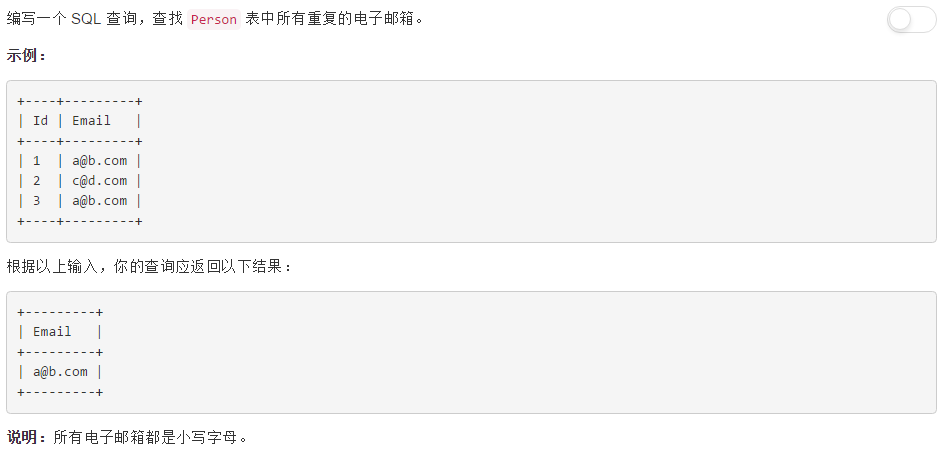 编写一个 SQL 查询，查找 Person 表中所有重复的电子邮箱。
示例：
+----+---------+
| Id | Email   |
+----+---------+
| 1  | a@b.com |
| 2  | c@d.com |
| 3  | a@b.com |
+----+---------+
根据以上输入，你的查询应返回以下结果：
+---------+
| Email   |
+---------+
| a@b.com |
+---------+
说明：所有电子邮箱都是小写字母。